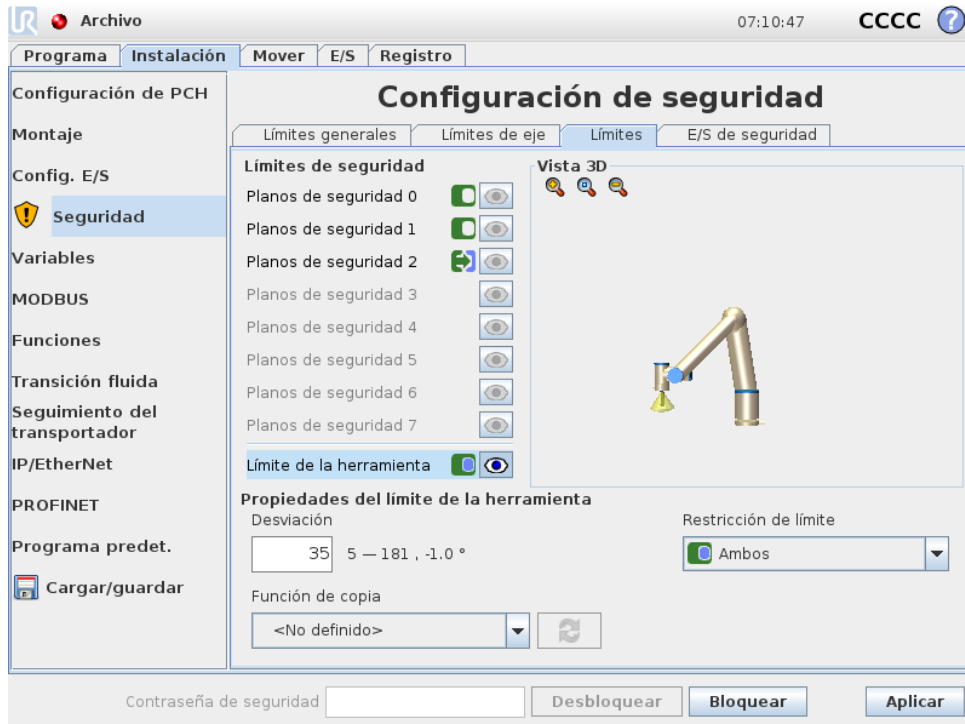 Archivo
07:10:47
CCCC
?
Programa
Instalación
Mover
E/S
Registro
Configuración de PCH
Montaje
Config. E/S
Seguridad
Variables
MODBUS
Funciones
Transición fluida
Seguimiento del
transportador
IP/EtherNet
PROFINET
Programa predet.
Cargar/guardar
Configuración de seguridad
Límites generales
Límites de eje
Límites
E/S de seguridad
Límites de seguridad
Planos de seguridad 0
Planos de seguridad 1
Planos de seguridad 2
Planos de seguridad 3
Planos de seguridad 4
Planos de seguridad 5
Planos de seguridad 6
Planos de seguridad 7
Límite de la herramienta
Vista 3D
Propiedades del límite de la herramienta
Desviación
35 5 — 181 , -1.0 °
Restricción de límite
Ambos
Función de copia
<No definido>
Contraseña de seguridad
Desbloquear
Bloquear
Aplicar